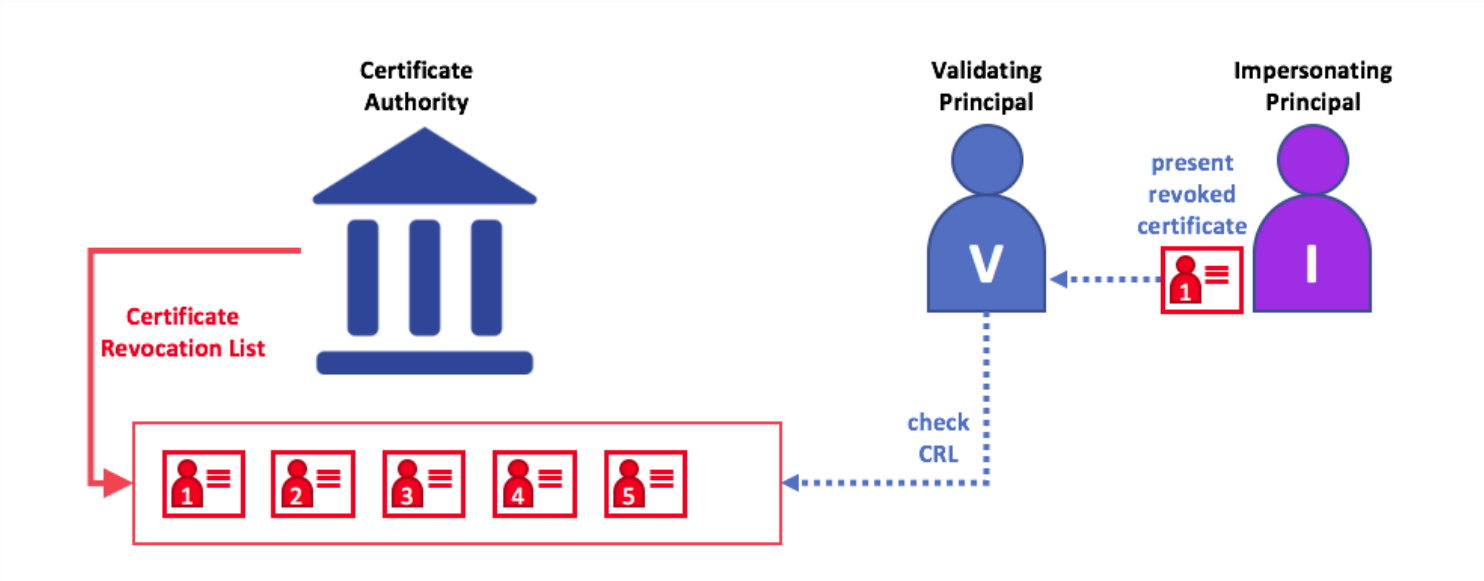 Certificate
Authority
Validating
Principal
Impersonating
Principal
present
revoked
certificate
V
1
I
Certificate
Revocation List
check
CRL
1
2
3
4
5